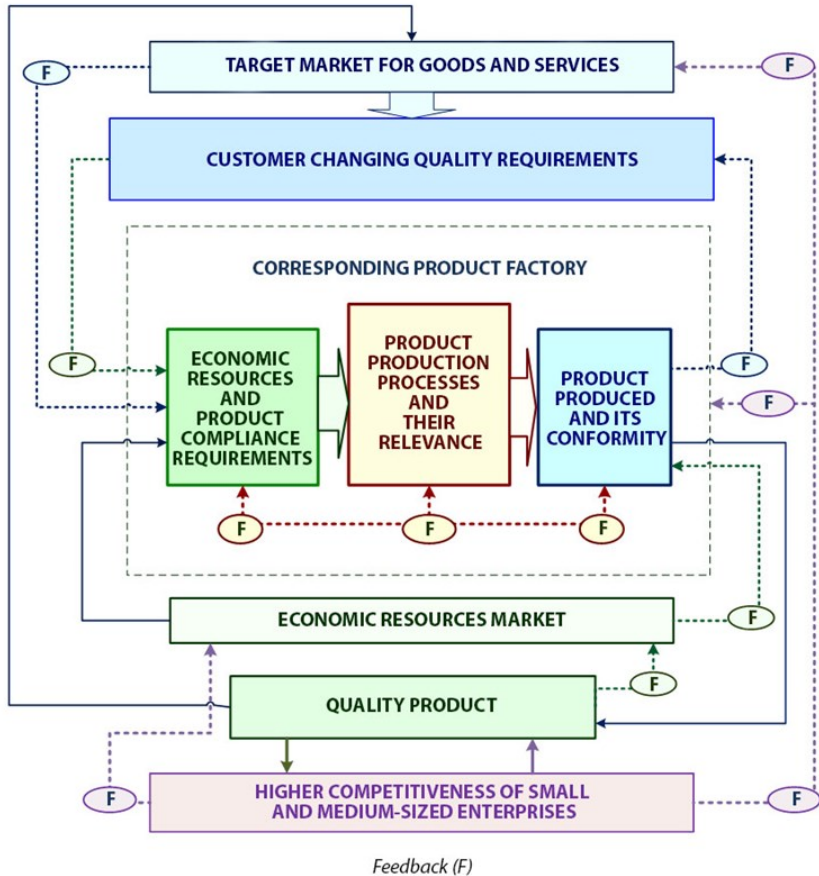 TARGET MARKET FOR GOODS AND SERVICES
F
F
CUSTOMER CHANGING QUALITY REQUIREMENTS
CORRESPONDING PRODUCT FACTORY
F
ECONOMIC
RESOURCES
AND
PRODUCT
COMPLIANCE
REQUIREMENTS
PRODUCT
PRODUCTION
PROCESSES
AND
THEIR
RELEVANCE
PRODUCT
PRODUCED
AND ITS
CONFORMITY
F
F
F
F
F
ECONOMIC RESOURCES MARKET
F
QUALITY PRODUCT
F
F
HIGHER COMPETITIVENESS OF SMALL
AND MEDIUM-SIZED ENTERPRISES
F
Feedback (F)